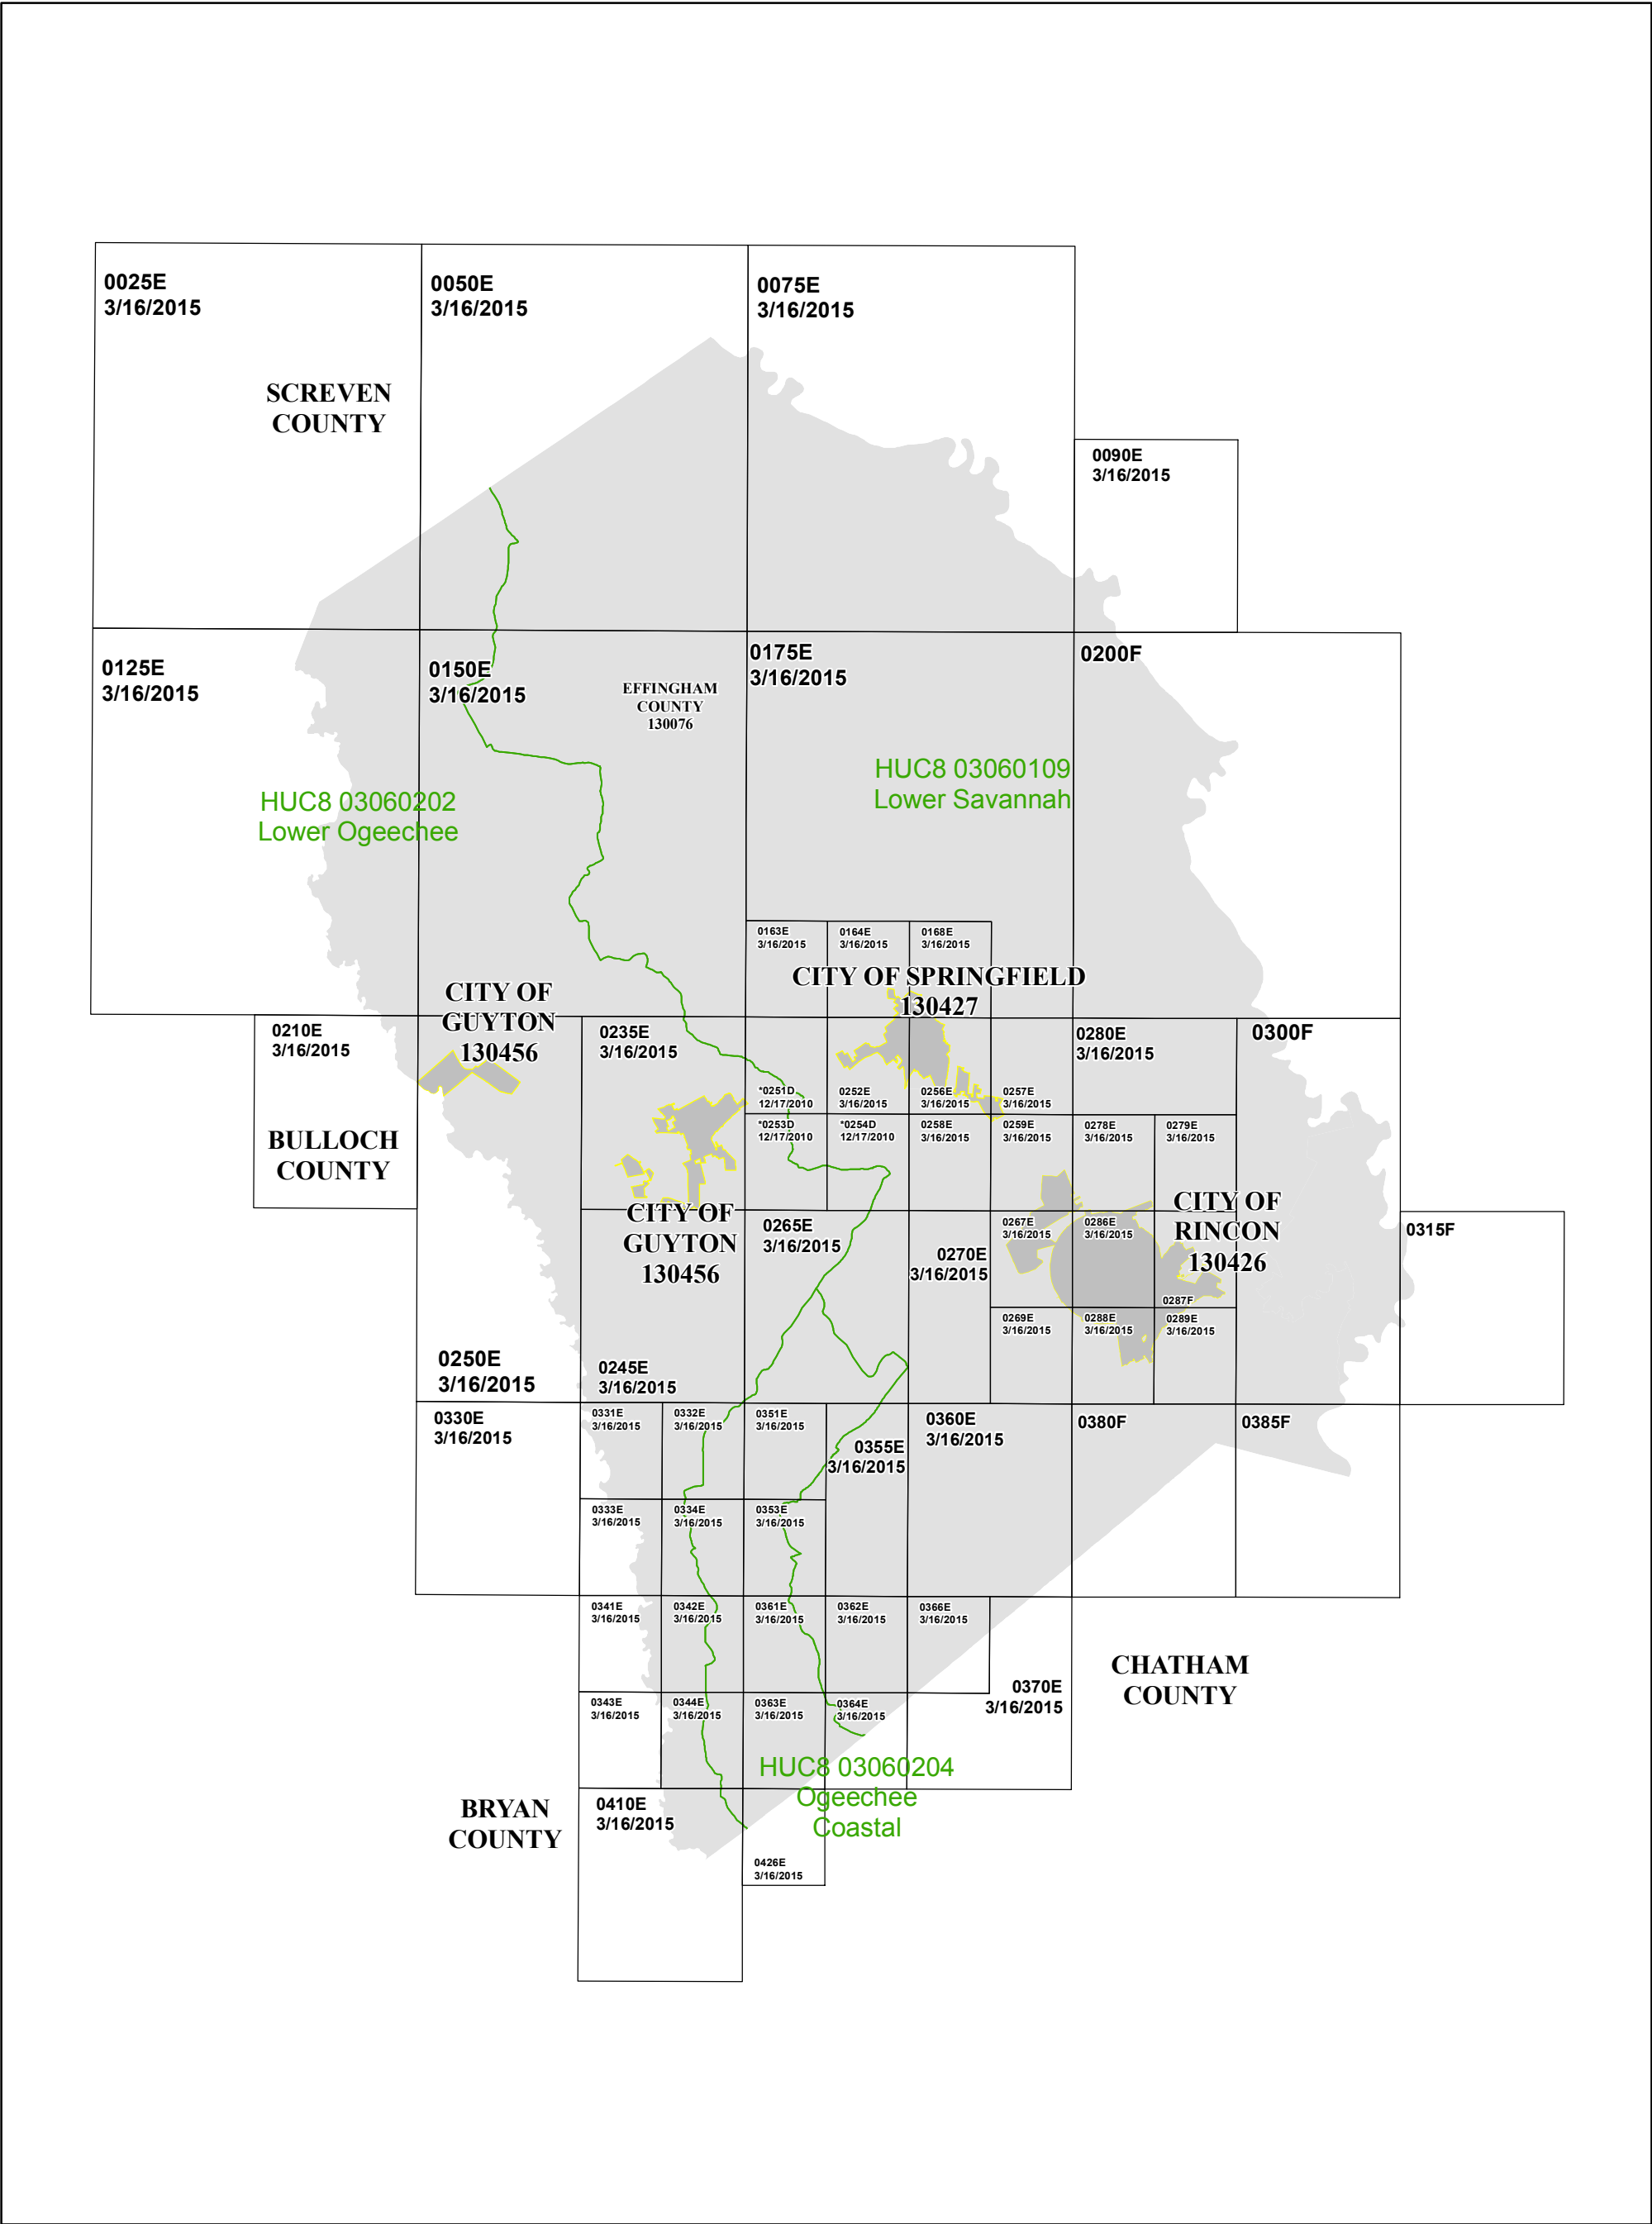 0025E
3/16/2015
0050E
3/16/2015
0075E
3/16/2015
SCREVEN
COUNTY
0090E
3/16/2015
0125E
3/16/2015
0150E
3/16/2015
EFFINGHAM
COUNTY
130076
0175E
3/16/2015
0200F
HUC8 03060202
Lower Ogeechee
HUC8 03060109
Lower Savannah
0163E
3/16/2015
0164E
3/16/2015
0168E
3/16/2015
CITY OF SPRINGFIELD
130427
CITY OF
GUYTON
130456
0210E
3/16/2015
0235E
3/16/2015
0280E
3/16/2015
0300F
*0251D
12/17/2010
0252E
3/16/2015
0256E
3/16/2015
0257E
3/16/2015
BULLOCH
COUNTY
*0253D
12/17/2010
*0254D
12/17/2010
0258E
3/16/2015
0259E
3/16/2015
0278E
3/16/2015
0279E
3/16/2015
CITY OF
GUYTON
130456
0265E
3/16/2015
0270E
3/16/2015
0267E
3/16/2015
0286E
3/16/2015
CITY OF
RINCON
130426
0287F
0315F
0250E
3/16/2015
0245E
3/16/2015
0269E
3/16/2015
0288E
3/16/2015
0289E
3/16/2015
0330E
3/16/2015
0331E
3/16/2015
0332E
3/16/2015
0351E
3/16/2015
0355E
3/16/2015
0360E
3/16/2015
0380F
0385F
0333E
3/16/2015
0334E
3/16/2015
0353E
3/16/2015
0341E
3/16/2015
0342E
3/16/2015
0361E
3/16/2015
0362E
3/16/2015
0366E
3/16/2015
0370E
3/16/2015
CHATHAM
COUNTY
0343E
3/16/2015
0344E
3/16/2015
0363E
3/16/2015
0364E
3/16/2015
HUC8 03060204
Ogeechee
Coastal
BRYAN
COUNTY
0410E
3/16/2015
0426E
3/16/2015